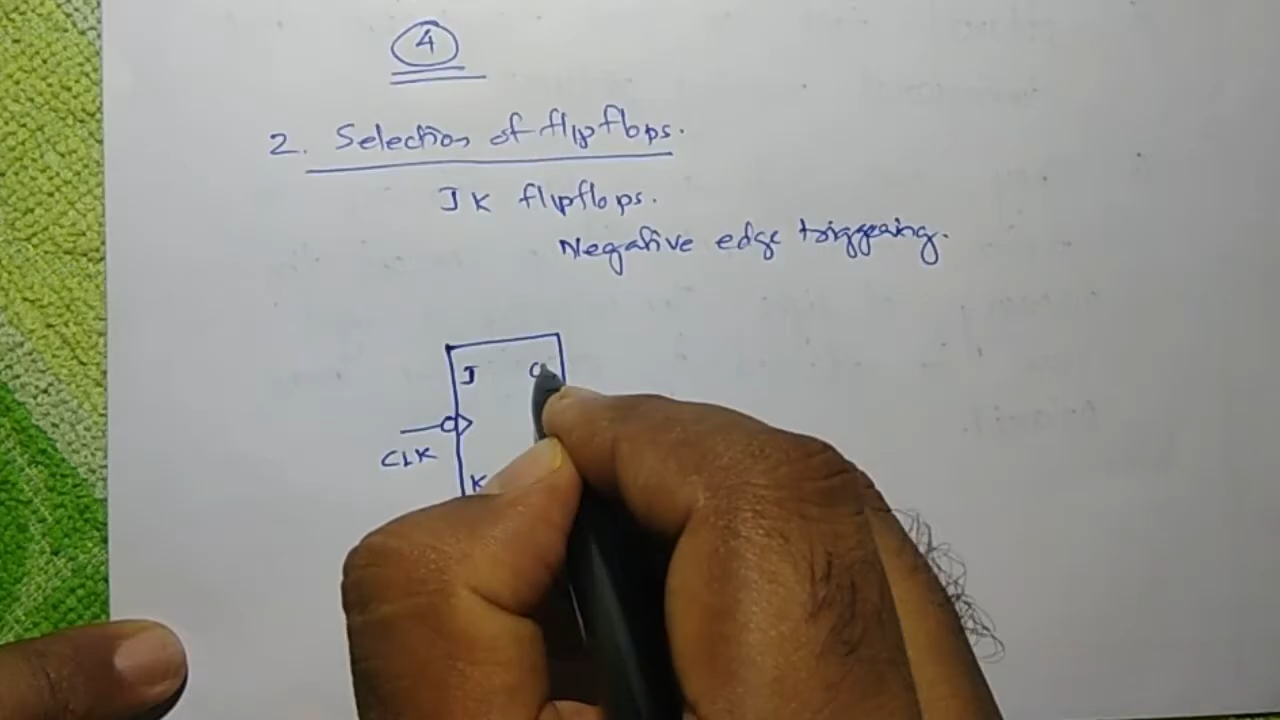 4
2. Selection of flipflops.
JK flipflops.
Negative edge triggering.
J Q
CLK
K